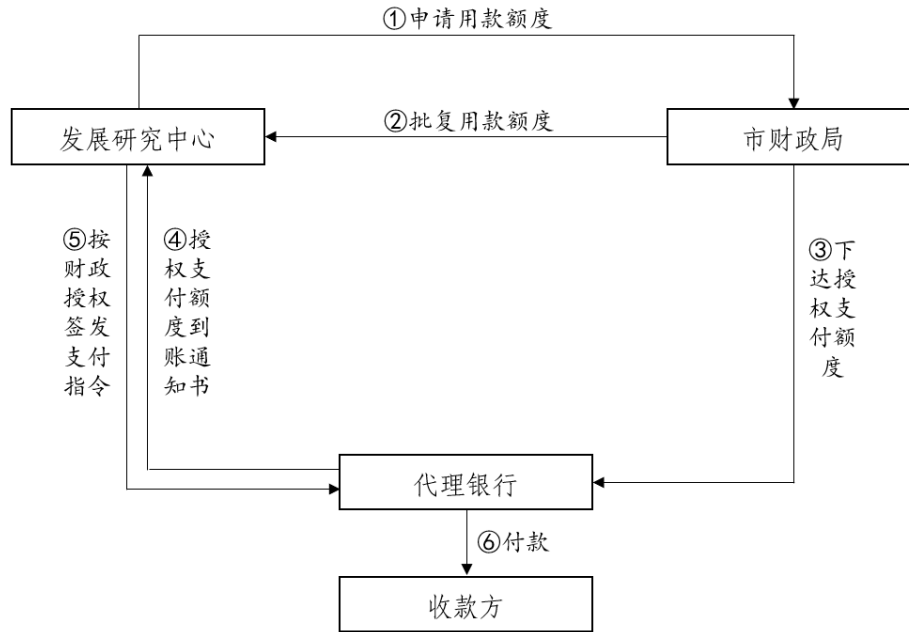 ①申请用款额度
发展研究中心
②批复用款额度
市财政局
⑤按
财政
授权
签发
支付
指令
④授
权支
付额
度到
账通
知书
③下
达授
权支
付额
度
代理银行
⑥付款
收款方